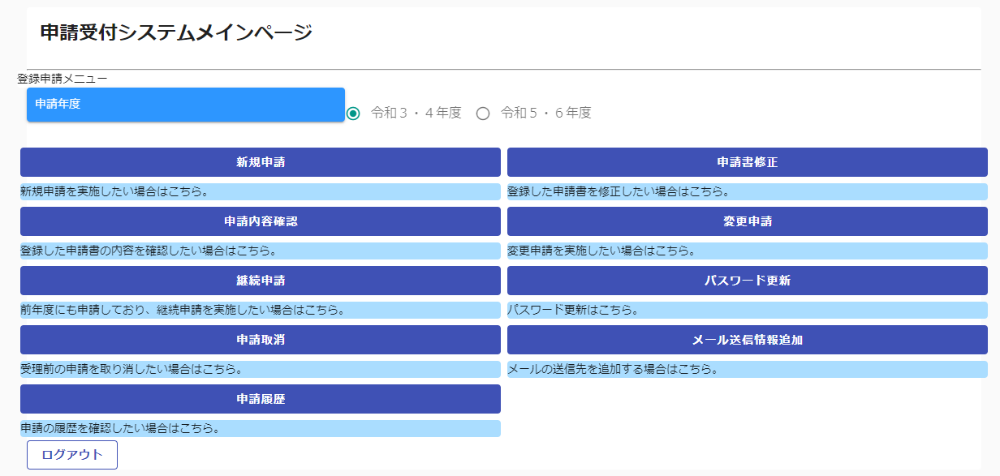 申請受付システムメインページ
登録申請メニュー
申請年度
令和３・４年度 令和５・６年度
新規申請 申請書修正
新規申請を実施したい場合はこちら。 登録した申請書を修正したい場合はこちら。
申請内容確認 変更申請
登録した申請書の内容を確認したい場合はこちら。 変更申請を実施したい場合はこちら。
継続申請 パスワード更新
前年度にも申請しており、継続申請を実施したい場合はこちら。 パスワード更新はこちら。
申請取消 メール送信情報追加
受理前の申請を取り消したい場合はこちら。 メールの送信先を追加する場合はこちら。
申請履歴
申請の履歴を確認したい場合はこちら。
ログアウト